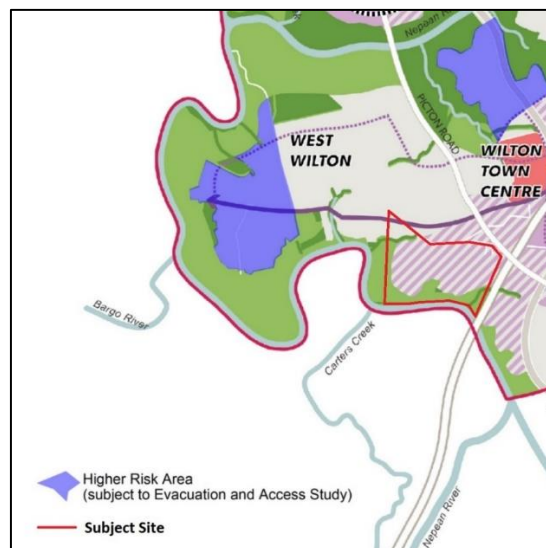 Nepean R
WEST
WILTON
PICTON ROAD
WILTON
TOWN
CENTRE
Bargo River
Carters Creek
Higher Risk Area
(subject to Evacuation and Access Study)
Subject Site
Nepean River